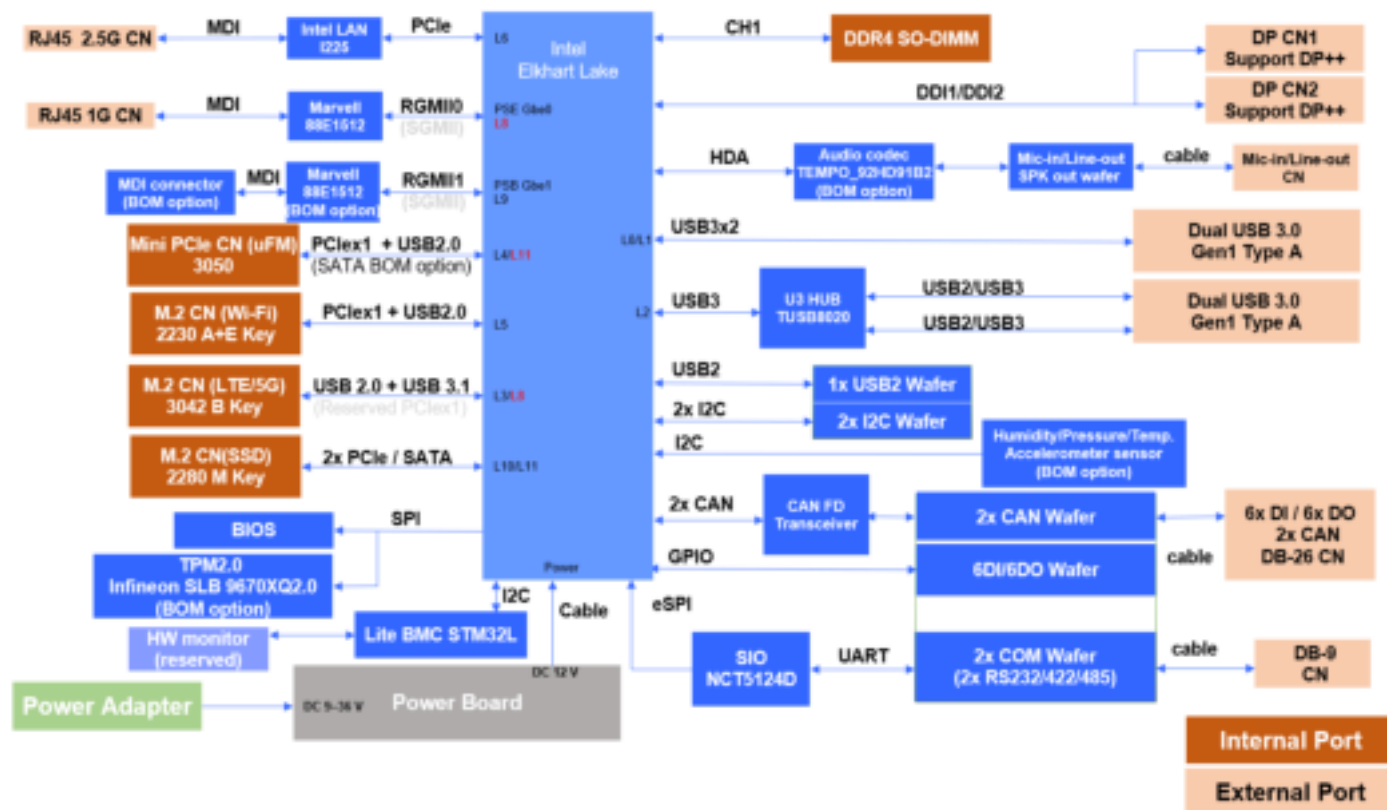 RJ45 2.5G CN
MDI
Intel LAN
I225
PCIe
L6
Intel
Elkhart Lake
CH1
DDR4 SO-DIMM
DP CN1
Support DP++
DDI1/DDI2
DP CN2
Support DP++
RJ45 1G CN
MDI
Marvell
88E1512
RGMII0
(SGMII)
PSE Gbe0
HDA
Audio codec
TEMPO_92HD91B2
(BOM option)
Mic-in/Line-out
SPK out wafer
cable
Mic-in/Line-out
CN
MDI connector
(BOM option)
MDI
Marvell
88E1512
(BOM option)
RGMII1
(SGMII)
PSB Gbe1
L9
Mini PCIe CN (uFM)
3050
PCIex1 + USB2.0
(SATA BOM option)
L4/L11
L0/L1
USB3x2
Dual USB 3.0
Gen1 Type A
M.2 CN (Wi-Fi)
2230 A+E Key
PCIex1 + USB2.0
L5
L2
USB3
U3 HUB
TUSB8020
USB2/USB3
USB2/USB3
Dual USB 3.0
Gen1 Type A
M.2 CN (LTE/5G)
3042 B Key
USB 2.0 + USB 3.1
(Reserved PCIex1)
L3/L8
USB2
1x USB2 Wafer
2x I2C
2x I2C Wafer
I2C
Humidity/Pressure/Temp.
Accelerometer sensor
(BOM option)
M.2 CN(SSD)
2280 M Key
2x PCIe / SATA
L10/L11
2x CAN
CAN FD
Transceiver
2x CAN Wafer
6x DI / 6x DO
2x CAN
DB-26 CN
cable
BIOS
SPI
TPM2.0
Infineon SLB 9670XQ2.0
(BOM option)
Power
GPIO
6DI/6DO Wafer
HW monitor
(reserved)
Lite BMC STM32L
I2C
Cable
eSPI
SIO
NCT5124D
UART
2x COM Wafer
(2x RS232/422/485)
cable
DB-9
CN
Power Adapter
DC 9~36 V
DC 12 V
Power Board
Internal Port
External Port